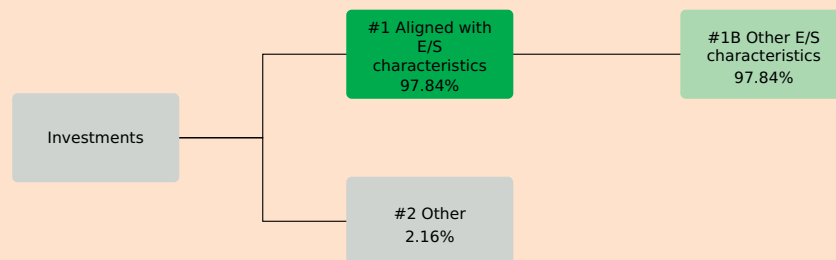 #1 Aligned with
E/S
characteristics
97.84%
#1B Other E/S
characteristics
97.84%
Investments
#2 Other
2.16%